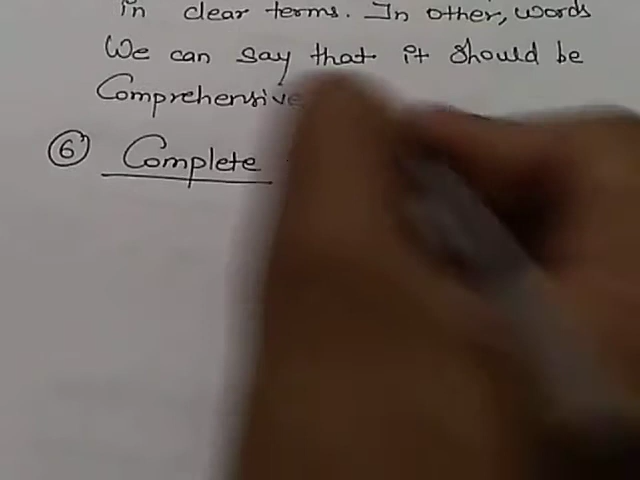 in clear terms. In other, words
We can say that it should be
Comprehensive
⑥ Complete